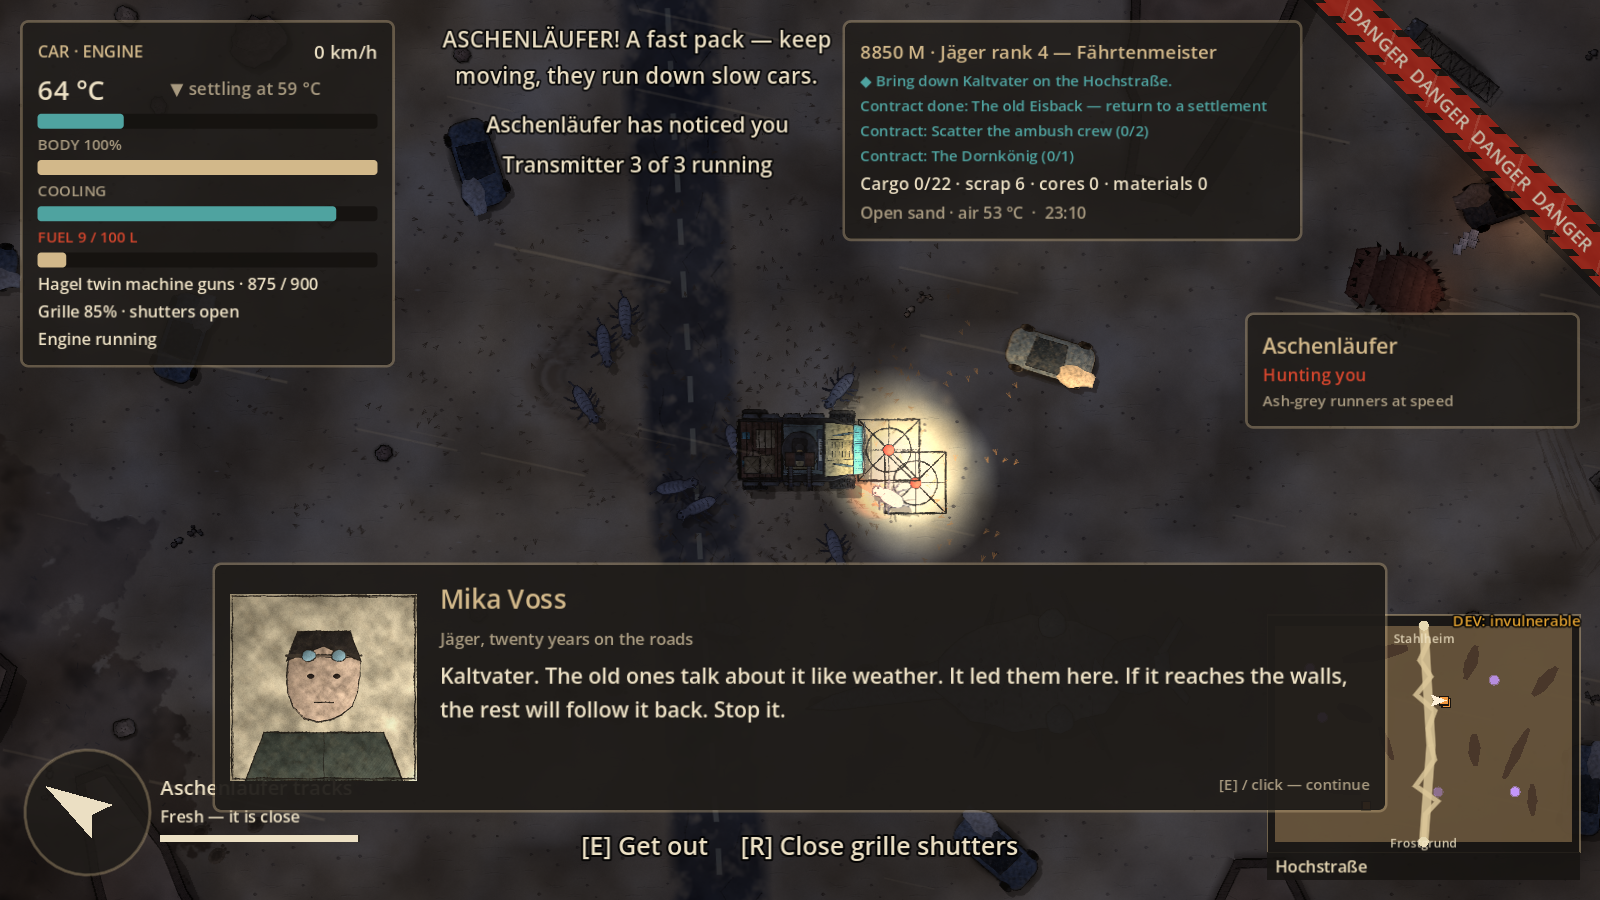 CAR · ENGINE
0 km/h
64 °C
▼ settling at 59 °C
BODY 100%
COOLING
FUEL 9 / 100 L
Hagel twin machine guns · 875 / 900
Grille 85% · shutters open
Engine running
ASCHENLÄUFER! A fast pack — keep
moving, they run down slow cars.
Aschenläufer has noticed you
Transmitter 3 of 3 running
8850 M · Jäger rank 4 — Fährtenmeister
◆ Bring down Kaltvater on the Hochstraße.
Contract done: The old Eisback — return to a settlement
Contract: Scatter the ambush crew (0/2)
Contract: The Dornkönig (0/1)
Cargo 0/22 · scrap 6 · cores 0 · materials 0
Open sand · air 53 °C · 23:10
DANGER DANGER DANGER DANGER DANGER
Aschenläufer
Hunting you
Ash-grey runners at speed
Mika Voss
Jäger, twenty years on the roads
Kaltvater. The old ones talk about it like weather. It led them here. If it reaches the walls,
the rest will follow it back. Stop it.
[E] / click — continue
DEV: invulnerable
Stahlheim
Frostgrund
Hochstraße
Aschenläufer tracks
Fresh — it is close
[E] Get out
[R] Close grille shutters